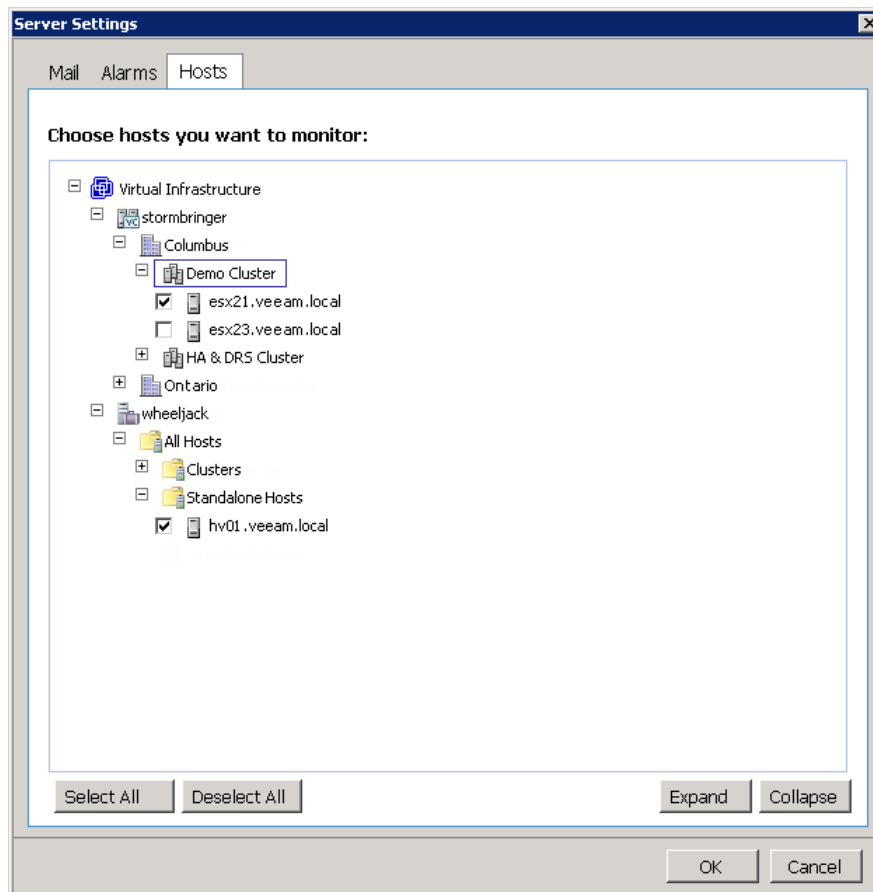 Server Settings
Mail Alarms Hosts
Choose hosts you want to monitor:
Virtual Infrastructure
vc stormbringer
Columbus
Demo Cluster
esx21.veeam.local
esx23.veeam.local
HA & DRS Cluster
Ontario
wheeljack
All Hosts
Clusters
Standalone Hosts
hv01.veeam.local
Select All Deselect All Expand Collapse
OK Cancel